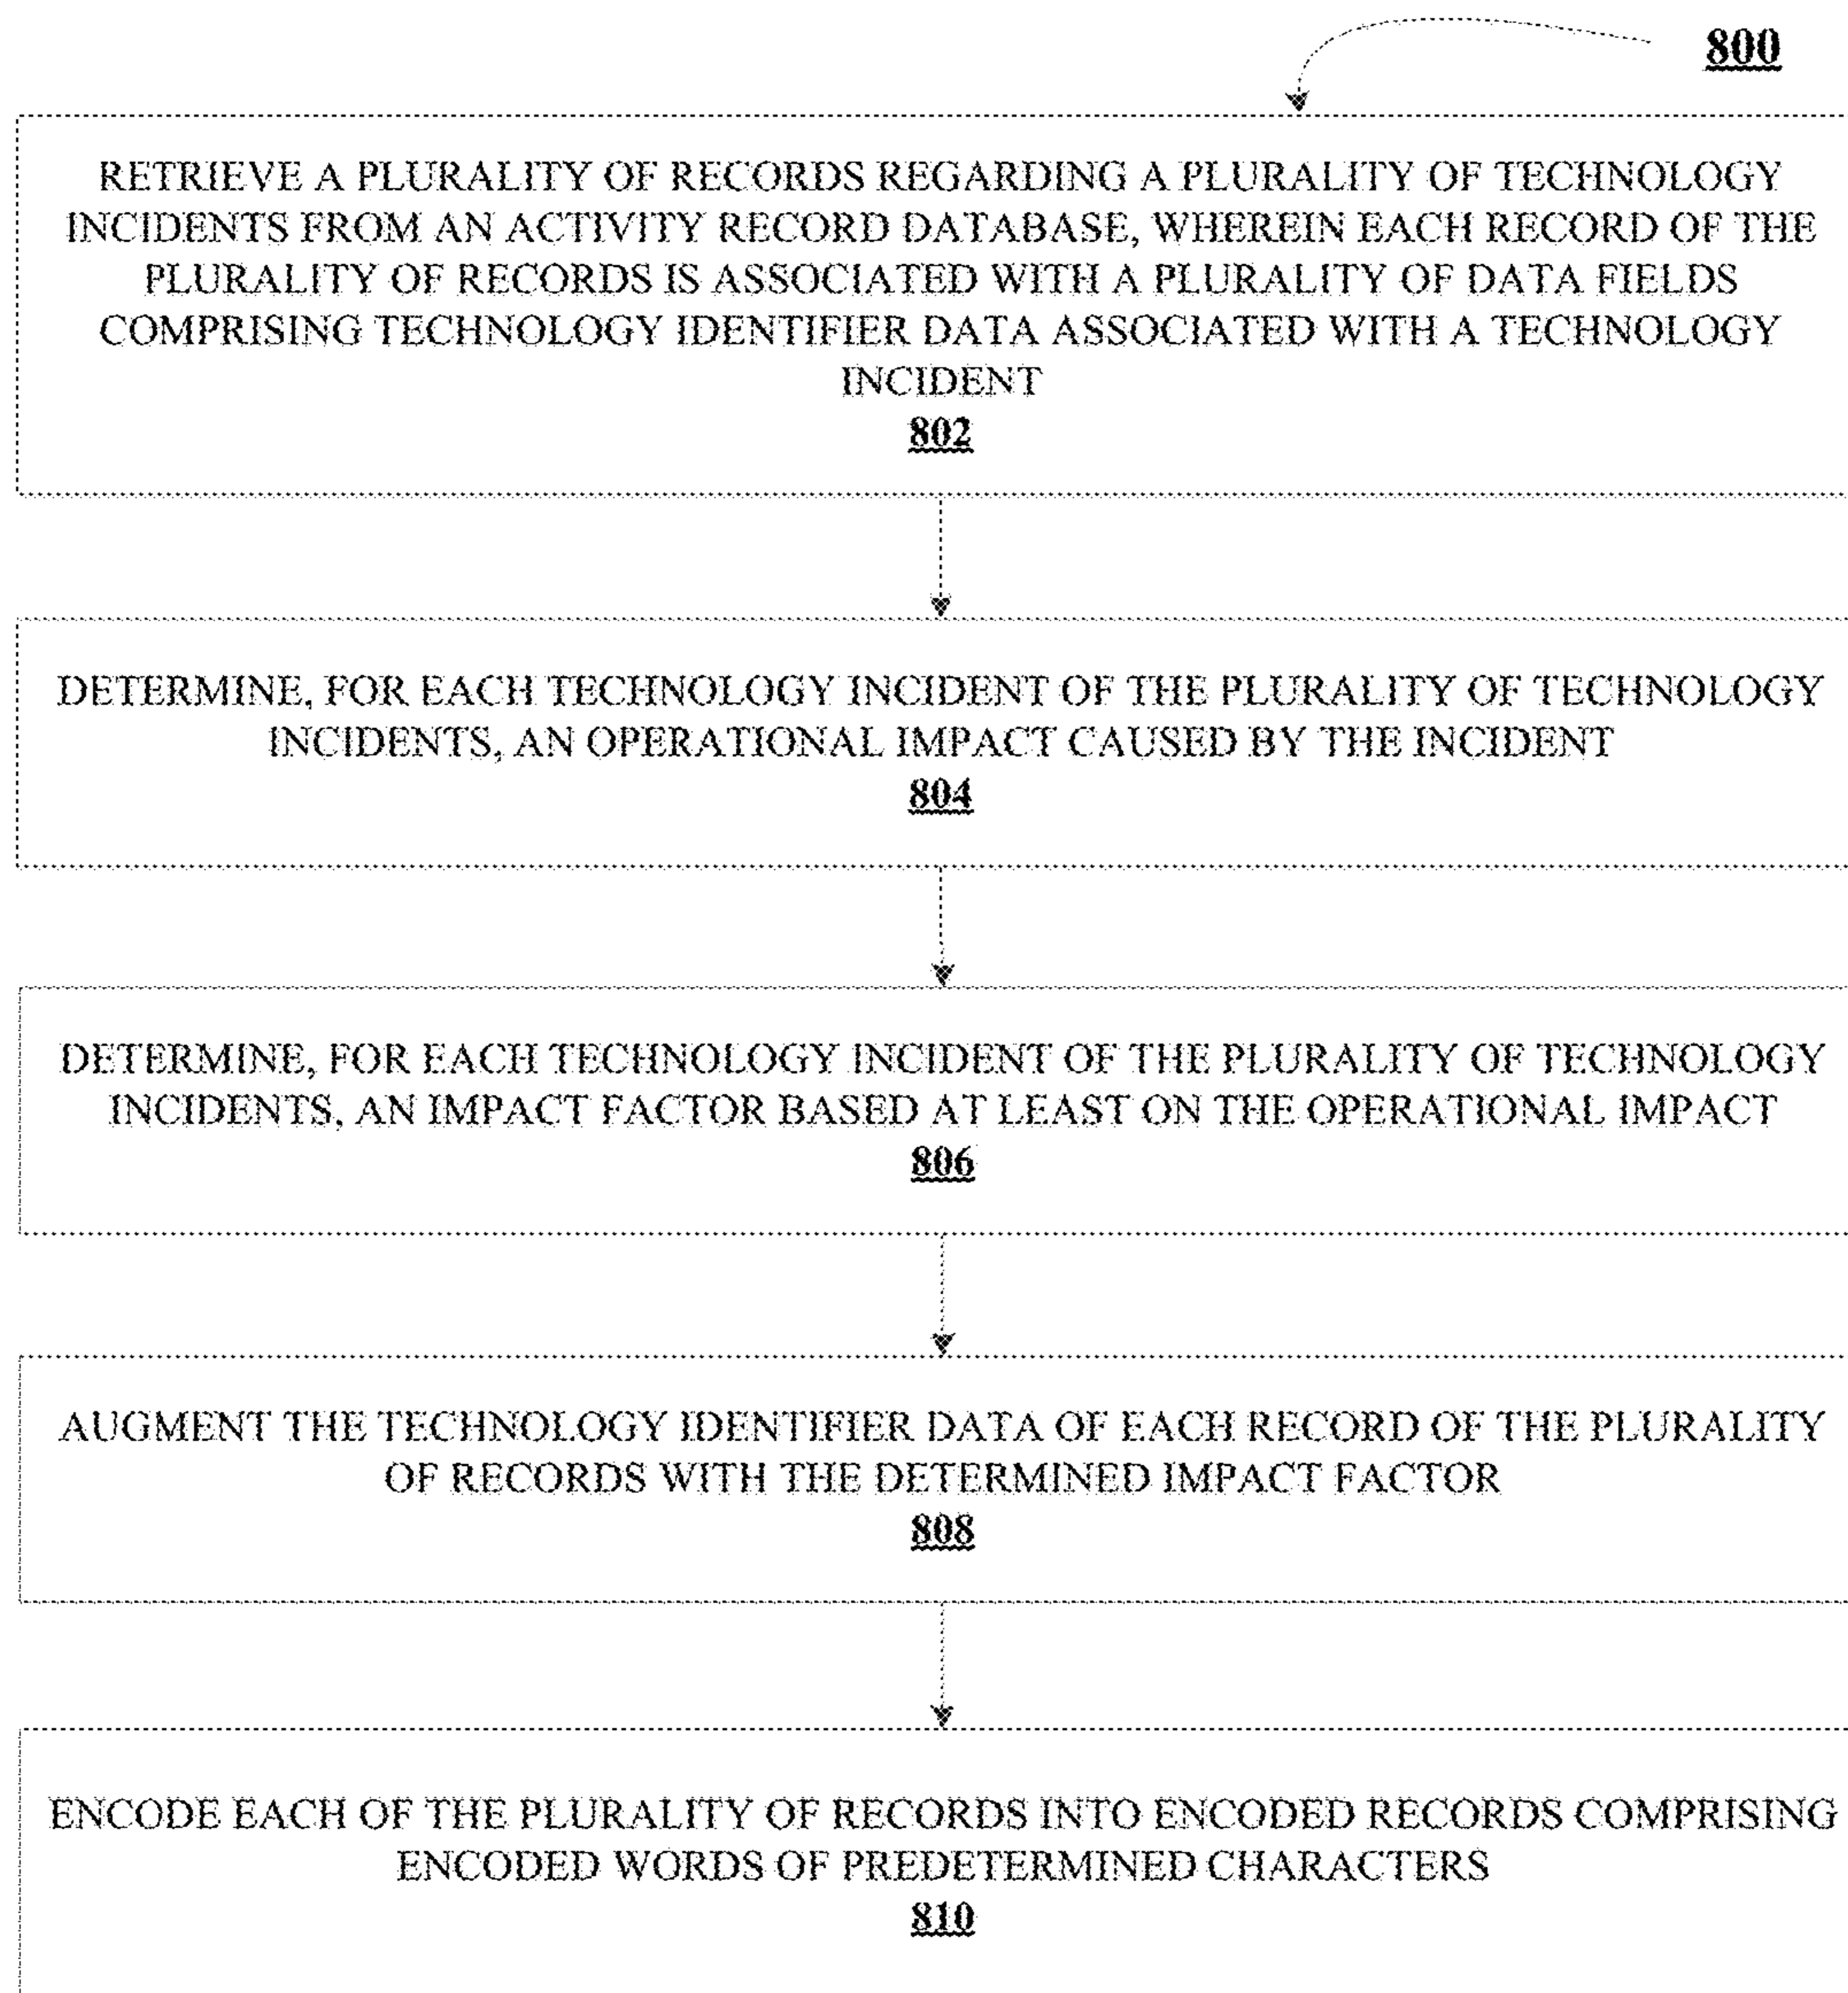 800
RETRIEVE A PLURALITY OF RECORDS REGARDING A PLURALITY OF TECHNOLOGY
INCIDENTS FROM AN ACTIVITY RECORD DATABASE, WHEREIN EACH RECORD OF THE
PLURALITY OF RECORDS IS ASSOCIATED WITH A PLURALITY OF DATA FIELDS
COMPRISING TECHNOLOGY IDENTIFIER DATA ASSOCIATED WITH A TECHNOLOGY
INCIDENT
802
DETERMINE, FOR EACH TECHNOLOGY INCIDENT OF THE PLURALITY OF TECHNOLOGY
INCIDENTS, AN OPERATIONAL IMPACT CAUSED BY THE INCIDENT
804
DETERMINE, FOR EACH TECHNOLOGY INCIDENT OF THE PLURALITY OF TECHNOLOGY
INCIDENTS, AN IMPACT FACTOR BASED AT LEAST ON THE OPERATIONAL IMPACT
806
AUGMENT THE TECHNOLOGY IDENTIFIER DATA OF EACH RECORD OF THE PLURALITY
OF RECORDS WITH THE DETERMINED IMPACT FACTOR
808
ENCODE EACH OF THE PLURALITY OF RECORDS INTO ENCODED RECORDS COMPRISING
ENCODED WORDS OF PREDETERMINED CHARACTERS
810